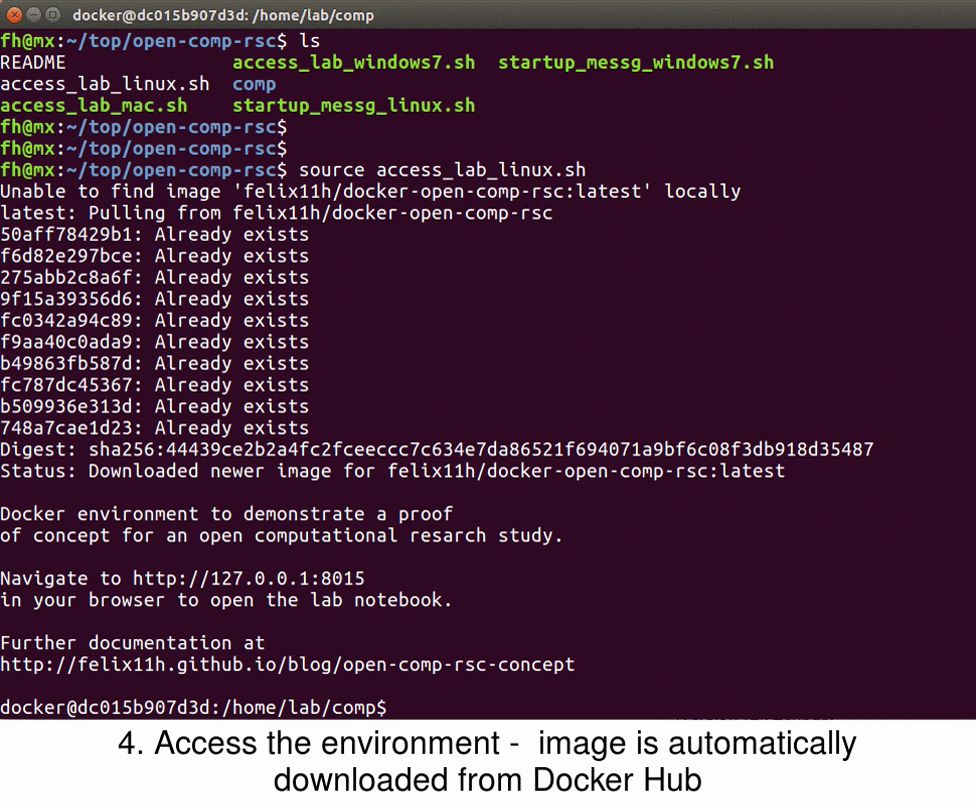 docker@dc015b907d3d: /home/lab/comp
fh@mx:~/top/open-comp-rsc$ ls
README access_lab_windows7.sh startup_messg_windows7.sh
access_lab_linux.sh comp
access_lab_mac.sh startup_messg_linux.sh
fh@mx:~/top/open-comp-rsc$
fh@mx:~/top/open-comp-rsc$
fh@mx:~/top/open-comp-rsc$ source access_lab_linux.sh
Unable to find image 'felix11h/docker-open-comp-rsc:latest' locally
latest: Pulling from felix11h/docker-open-comp-rsc
50aff78429b1: Already exists
f6d82e297bce: Already exists
275abb2c8a6f: Already exists
9f15a39356d6: Already exists
fc0342a94c89: Already exists
f9aa40c0ada9: Already exists
b49863fb587d: Already exists
fc787dc45367: Already exists
b509936e313d: Already exists
748a7cae1d23: Already exists
Digest: sha256:44439ce2b2a4fc2fceeccc7c634e7da86521f694071a9bf6c08f3db918d35487
Status: Downloaded newer image for felix11h/docker-open-comp-rsc:latest
Docker environment to demonstrate a proof
of concept for an open computational resarch study.
Navigate to http://127.0.0.1:8015
in your browser to open the lab notebook.
Further documentation at
http://felix11h.github.io/blog/open-comp-rsc-concept
docker@dc015b907d3d:/home/lab/comp$
4. Access the environment - image is automatically
downloaded from Docker Hub